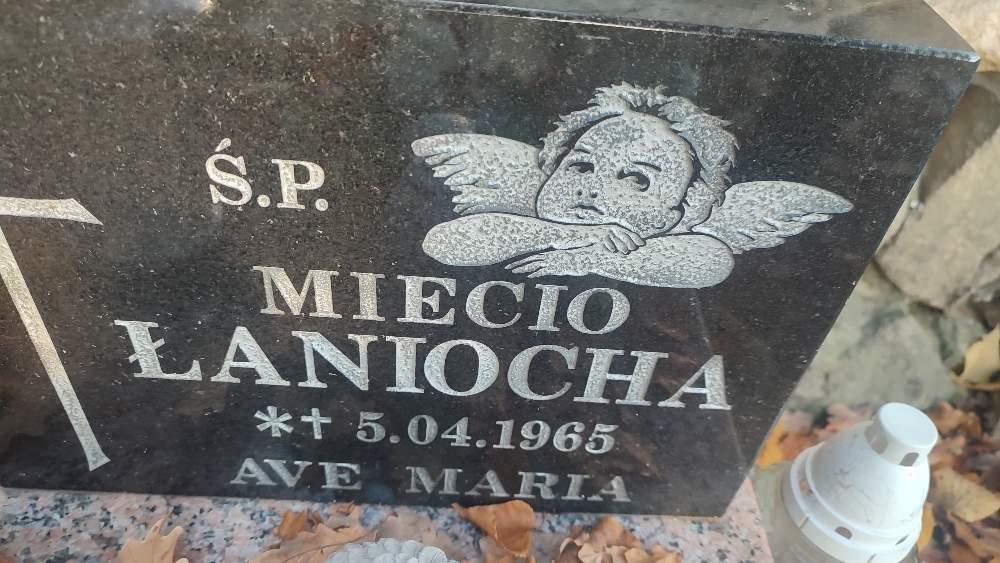 Ś.P.
MIECIO
ŁANIOCHA
*✝ 5.04.1965
AVE MARIA